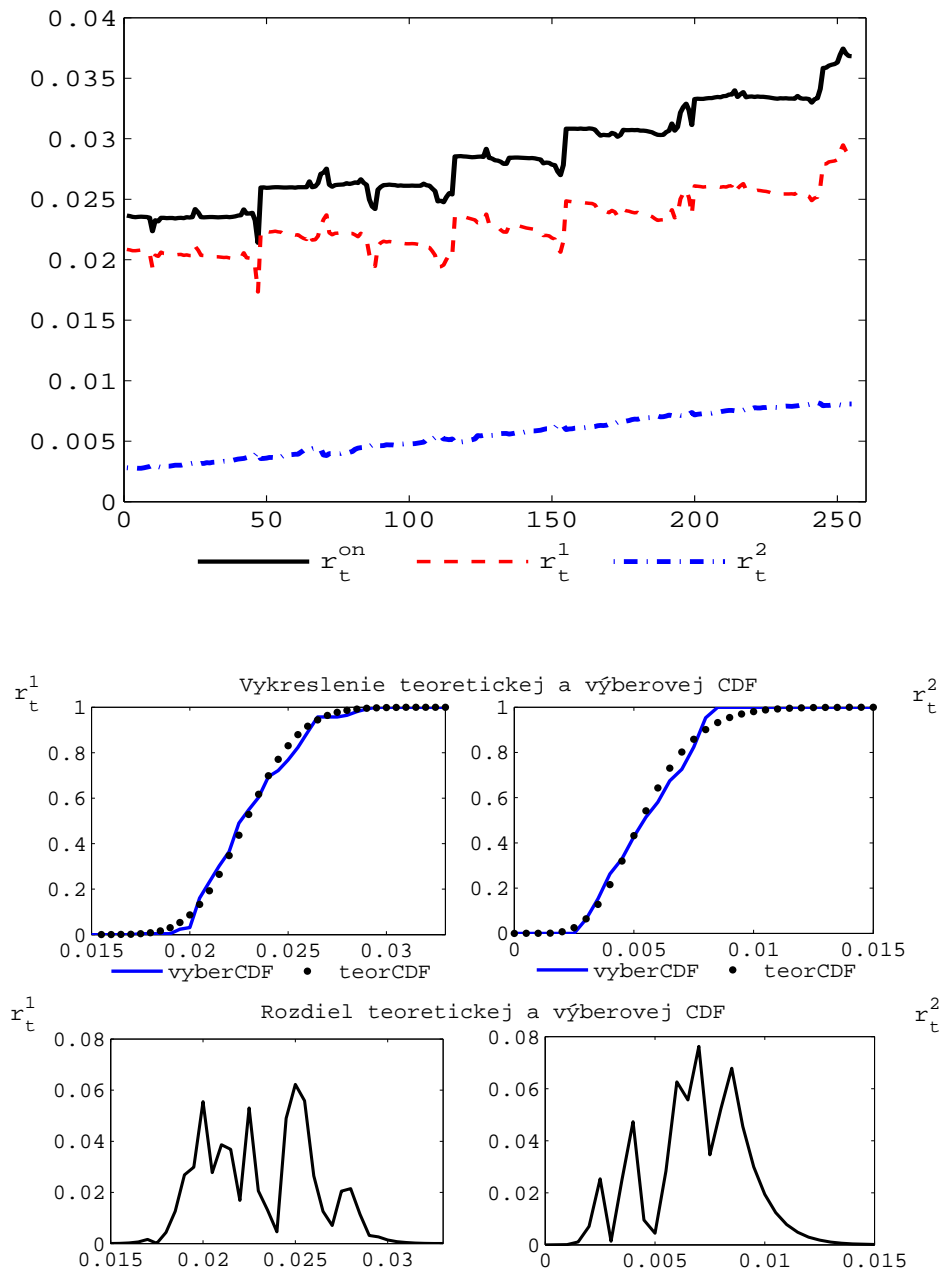 0.04
0.035
0.03
0.025
0.02
0.015
0.01
0.005
0
0 50 100 150 200 250
r_t^on r_t^1 r_t^2
r_t^1 Vykreslenie teoretickej a výberovej CDF r_t^2
1 1
0.8 0.8
0.6 0.6
0.4 0.4
0.2 0.2
0 0
0.015 0.02 0.025 0.03 0 0.005 0.01 0.015
vyberCDF teorCDF vyberCDF teorCDF
r_t^1 Rozdiel teoretickej a výberovej CDF r_t^2
0.08 0.08
0.06 0.06
0.04 0.04
0.02 0.02
0 0
0.015 0.02 0.025 0.03 0 0.005 0.01 0.015